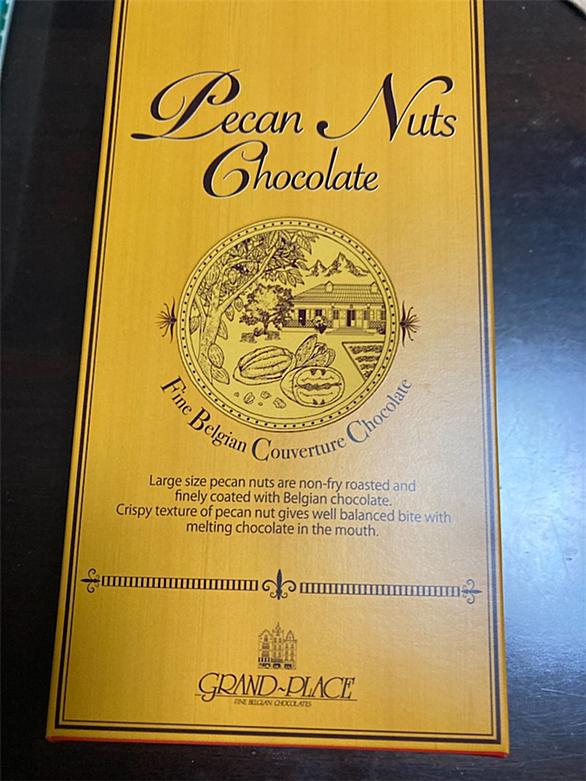 Pecan Nuts
Chocolate
Fine Belgian Couverture Chocolate
Large size pecan nuts are non-fry roasted and
finely coated with Belgian chocolate.
Crispy texture of pecan nut gives well balanced bite with
melting chocolate in the mouth.
GRAND~PLACE
FINE BELGIAN CHOCOLATES